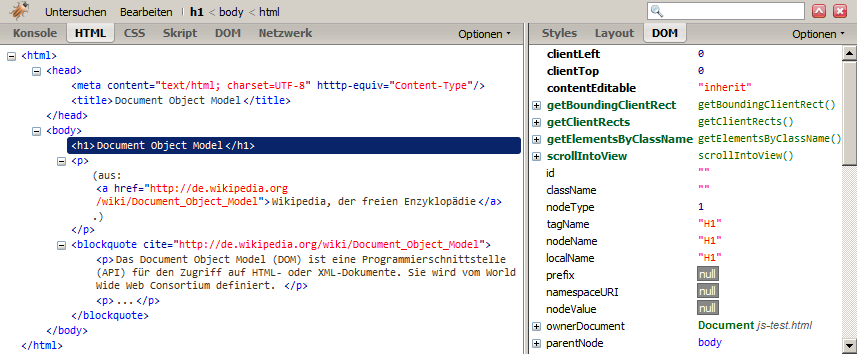 Untersuchen Bearbeiten h1 < body < html
Konsole HTML CSS Skript DOM Netzwerk Optionen
<html>
<head>
<meta content="text/html; charset=UTF-8" htttp-equiv="Content-Type"/>
<title>Document Object Model</title>
</head>
<body>
<h1>Document Object Model</h1>
<p>
(aus:
<a href="http://de.wikipedia.org
/wiki/Document_Object_Model">Wikipedia, der freien Enzyklopädie</a>
.)
</p>
<blockquote cite="http://de.wikipedia.org/wiki/Document_Object_Model">
<p>Das Document Object Model (DOM) ist eine Programmierschnittstelle
(API) für den Zugriff auf HTML- oder XML-Dokumente. Sie wird vom World
Wide Web Consortium definiert. </p>
<p>...</p>
</blockquote>
</body>
</html>
Styles Layout DOM Optionen
clientLeft 0
clientTop 0
contentEditable "inherit"
getBoundingClientRect getBoundingClientRect()
getClientRects getClientRects()
getElementsByClassName getElementsByClassName()
scrollIntoView scrollIntoView()
id ""
className ""
nodeType 1
tagName "H1"
nodeName "H1"
localName "H1"
prefix null
namespaceURI null
nodeValue null
ownerDocument Document js-test.html
parentNode body